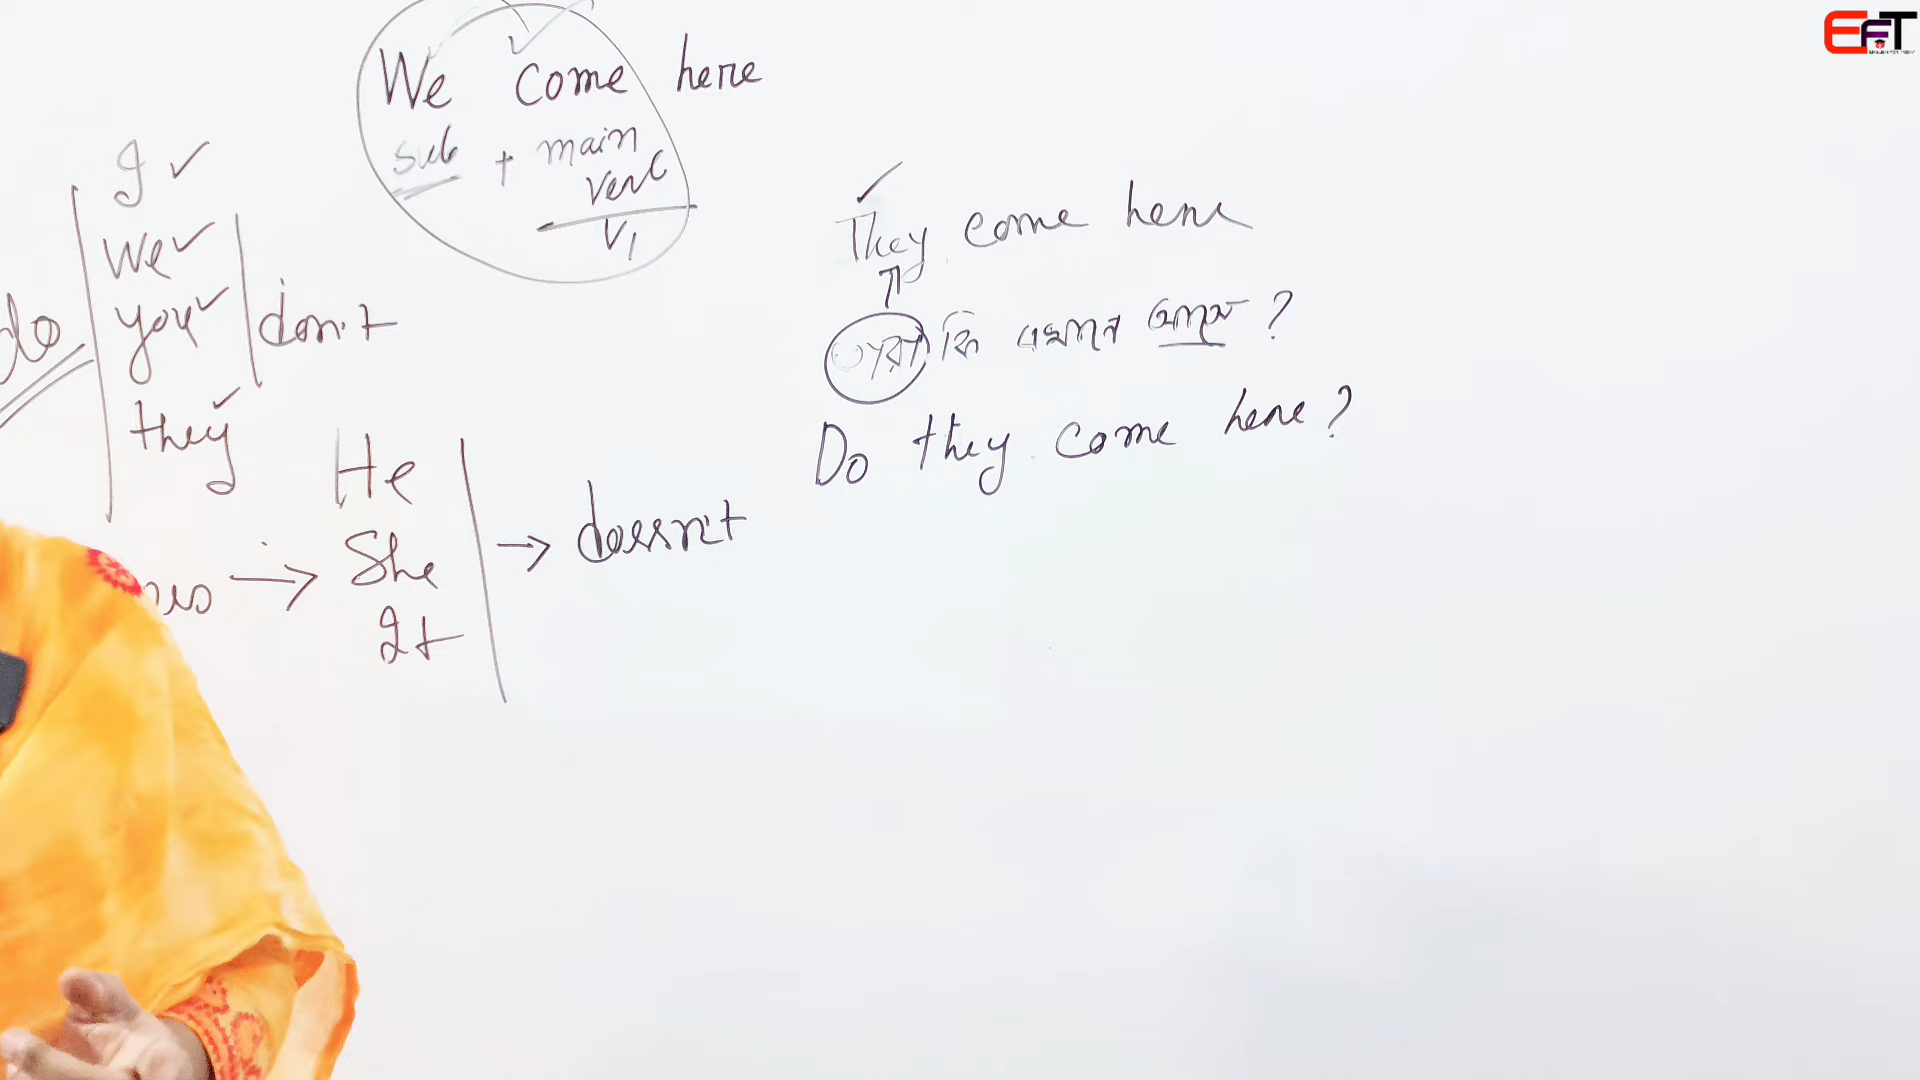 We come here
sub + main verb
V1
I
We
you
they
do
don't
He
She
It
doesn't
They come here
ওরা কি এখানে আসে ?
Do they come here?
EFT